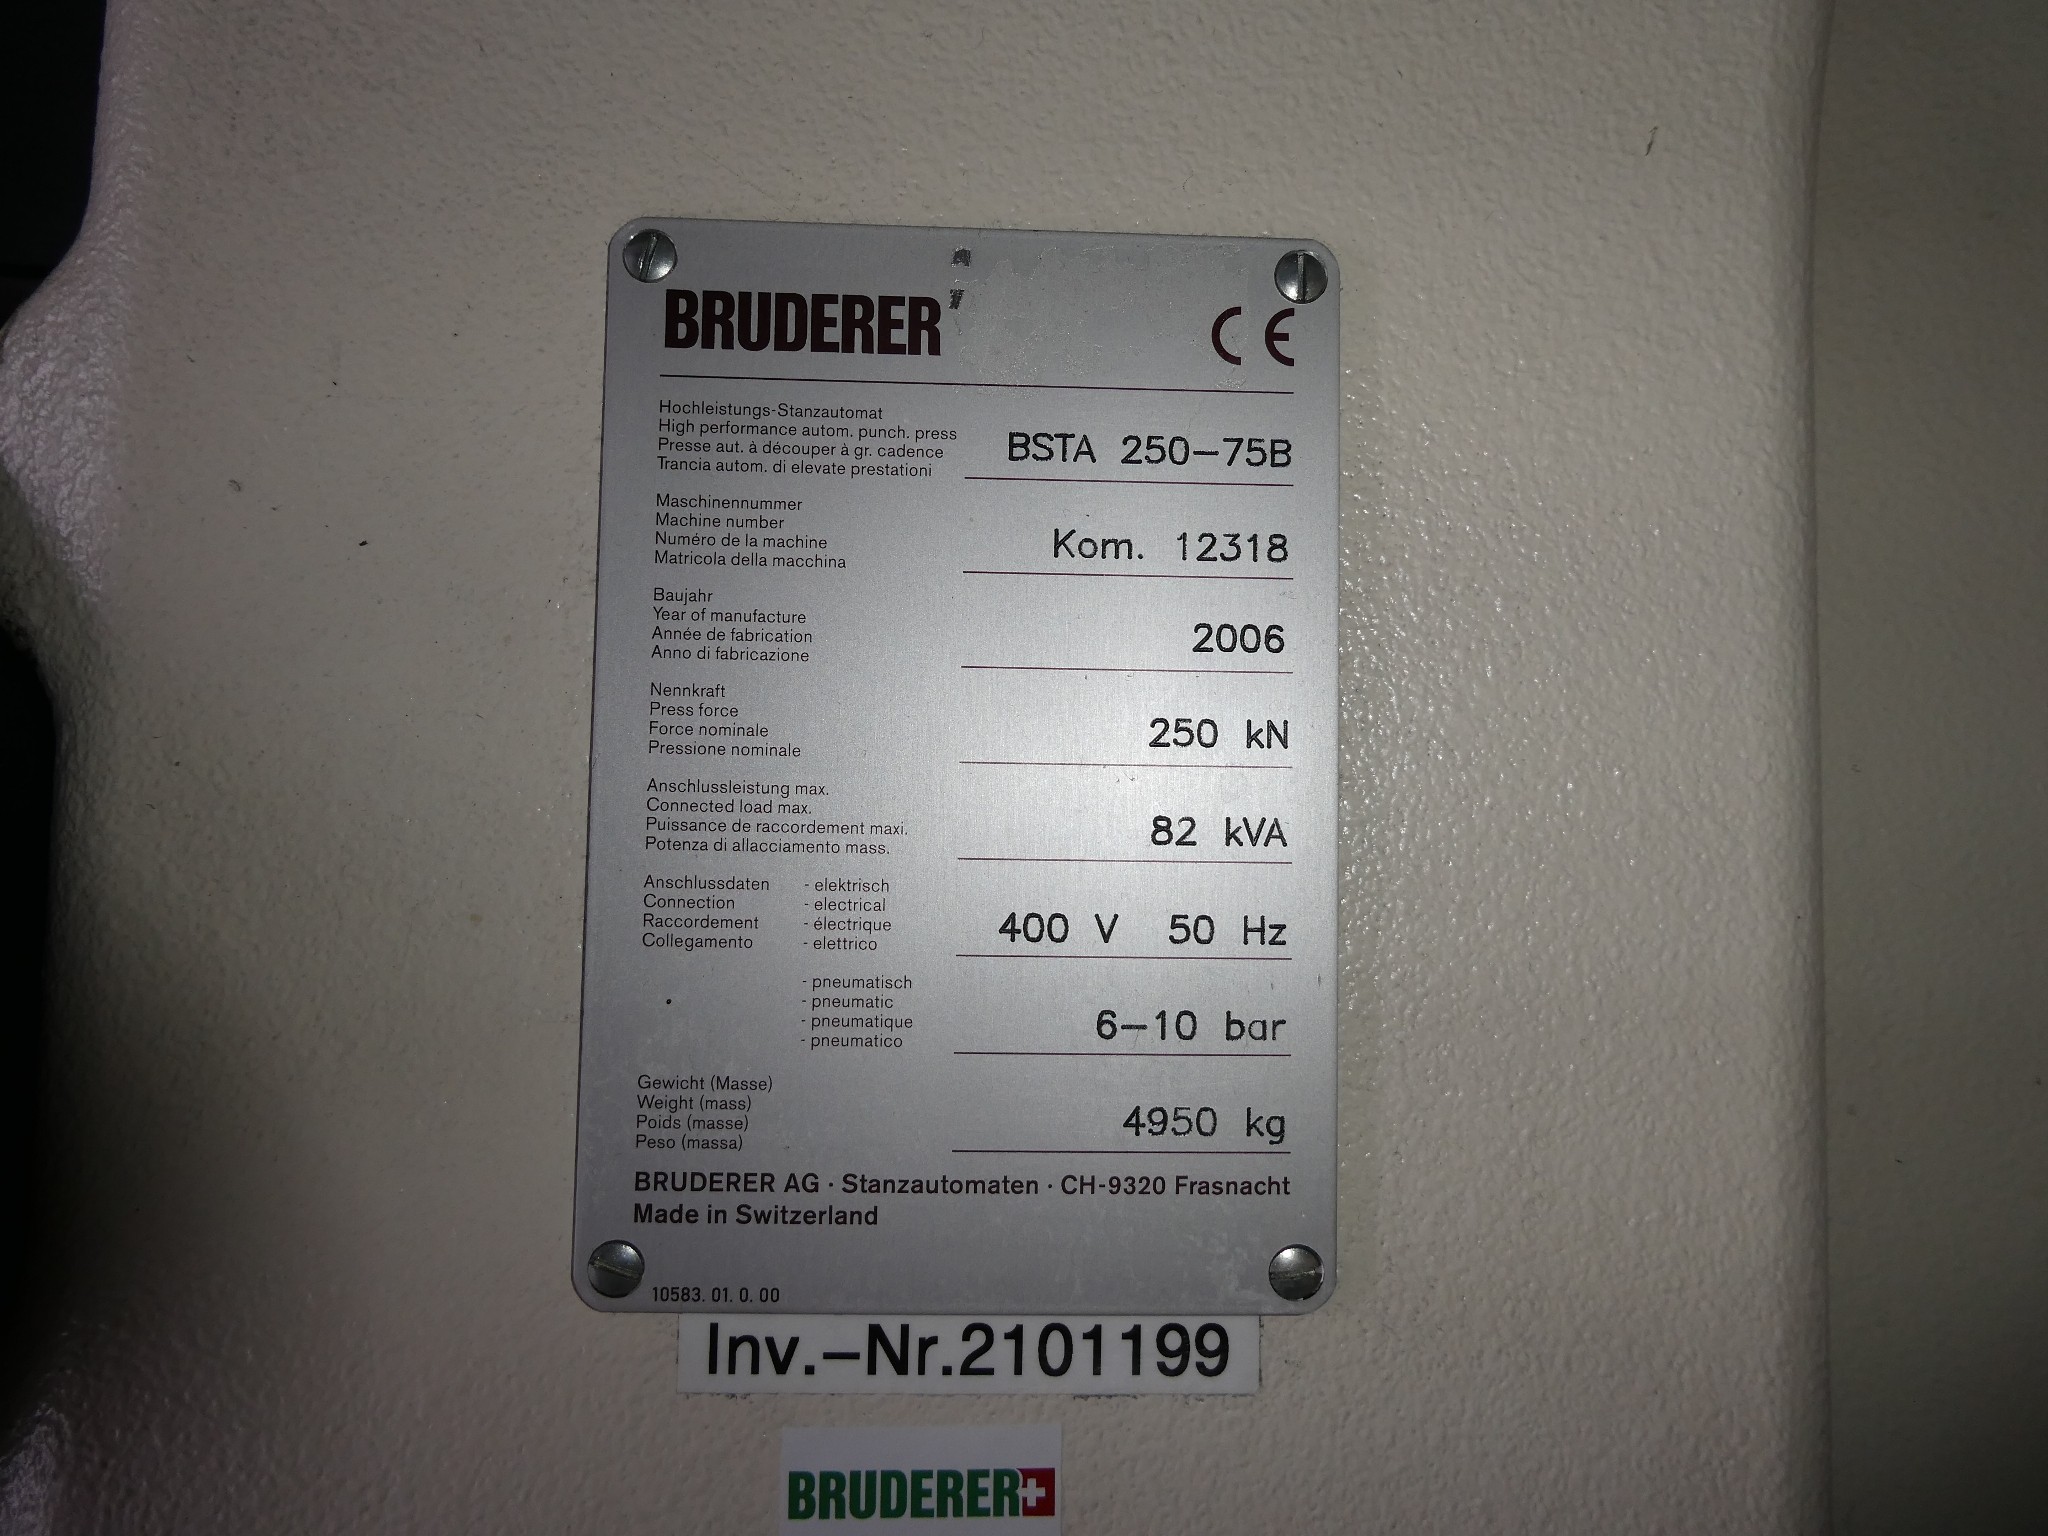 BRUDERER
CE
Hochleistungs-Stanzautomat
High performance autom. punch. press
Presse aut. à découper à gr. cadence
Trancia autom. di elevate prestationi
BSTA 250-75B
Maschinennummer
Machine number
Numéro de la machine
Matricola della macchina
Kom. 12318
Baujahr
Year of manufacture
Année de fabrication
Anno di fabricazione
2006
Nennkraft
Press force
Force nominale
Pressione nominale
250 kN
Anschlussleistung max.
Connected load max.
Puissance de raccordement maxi.
Potenza di allacciamento mass.
82 kVA
Anschlussdaten - elektrisch
Connection - electrical
Raccordement - électrique
Collegamento - elettrico
400 V 50 Hz
- pneumatisch
- pneumatic
- pneumatique
- pneumatico
6-10 bar
Gewicht (Masse)
Weight (mass)
Poids (masse)
Peso (massa)
4950 kg
BRUDERER AG · Stanzautomaten · CH-9320 Frasnacht
Made in Switzerland
10583. 01. 0. 00
Inv.-Nr.2101199
BRUDERER